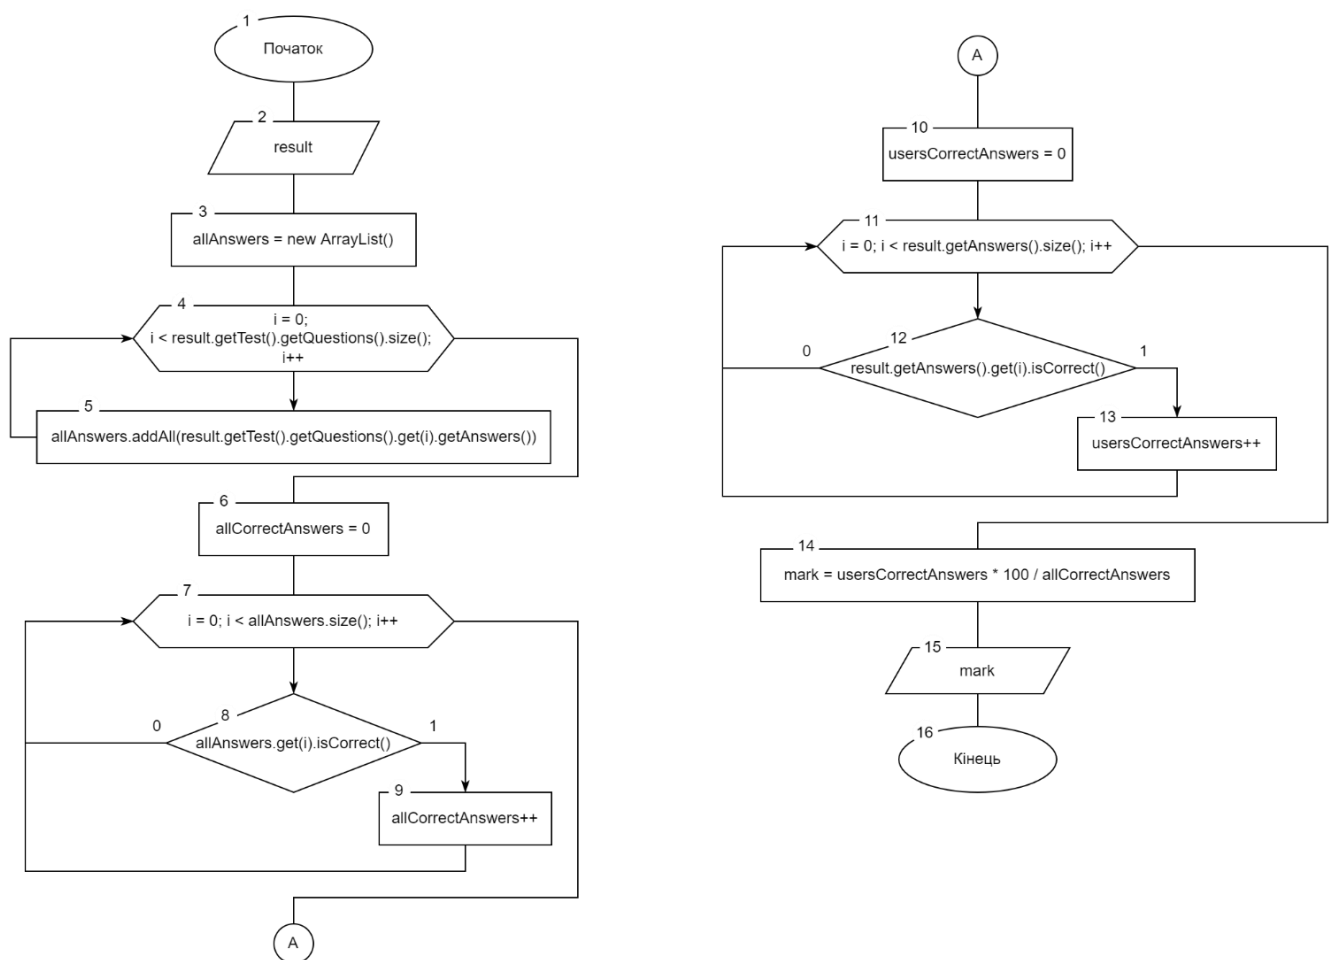 1
Початок
2
result
3
allAnswers = new ArrayList()
4
i = 0;
i < result.getTest().getQuestions().size();
i++
5
allAnswers.addAll(result.getTest().getQuestions().get(i).getAnswers())
6
allCorrectAnswers = 0
7
i = 0; i < allAnswers.size(); i++
8
allAnswers.get(i).isCorrect()
0
1
9
allCorrectAnswers++
A
A
10
usersCorrectAnswers = 0
11
i = 0; i < result.getAnswers().size(); i++
12
result.getAnswers().get(i).isCorrect()
0
1
13
usersCorrectAnswers++
14
mark = usersCorrectAnswers * 100 / allCorrectAnswers
15
mark
16
Кінець